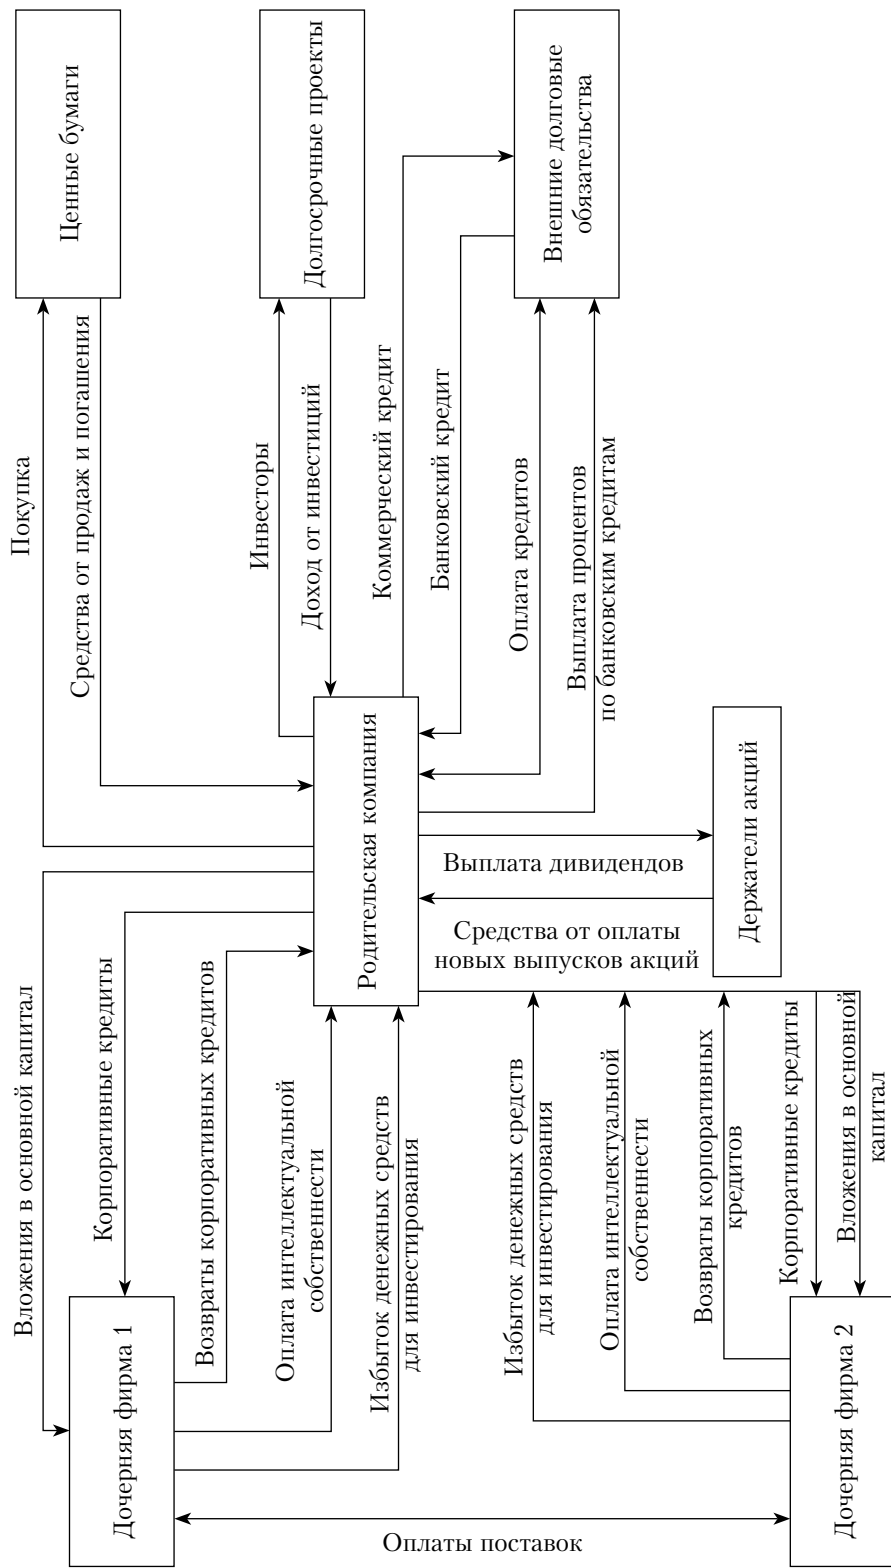 Ценные бумаги
Долгосрочные проекты
Внешние долговые
обязательства
Покупка
Средства от продаж и погашения
Инвесторы
Доход от инвестиций
Коммерческий кредит
Банковский кредит
Оплата кредитов
Выплата процентов
по банковским кредитам
Родительская компания
Выплата дивидендов
Средства от оплаты
новых выпусков акций
Держатели акций
Вложения в основной капитал
Корпоративные кредиты
Возвраты корпоративных кредитов
Оплата интеллектуальной
собственнести
Избыток денежных средств
для инвестирования
Избыток денежных средств
для инвестирования
Оплата интеллектуальной
собственности
Возвраты корпоративных
кредитов
Корпоративные кредиты
Вложения в основной
капитал
Дочерняя фирма 1
Оплаты поставок
Дочерняя фирма 2